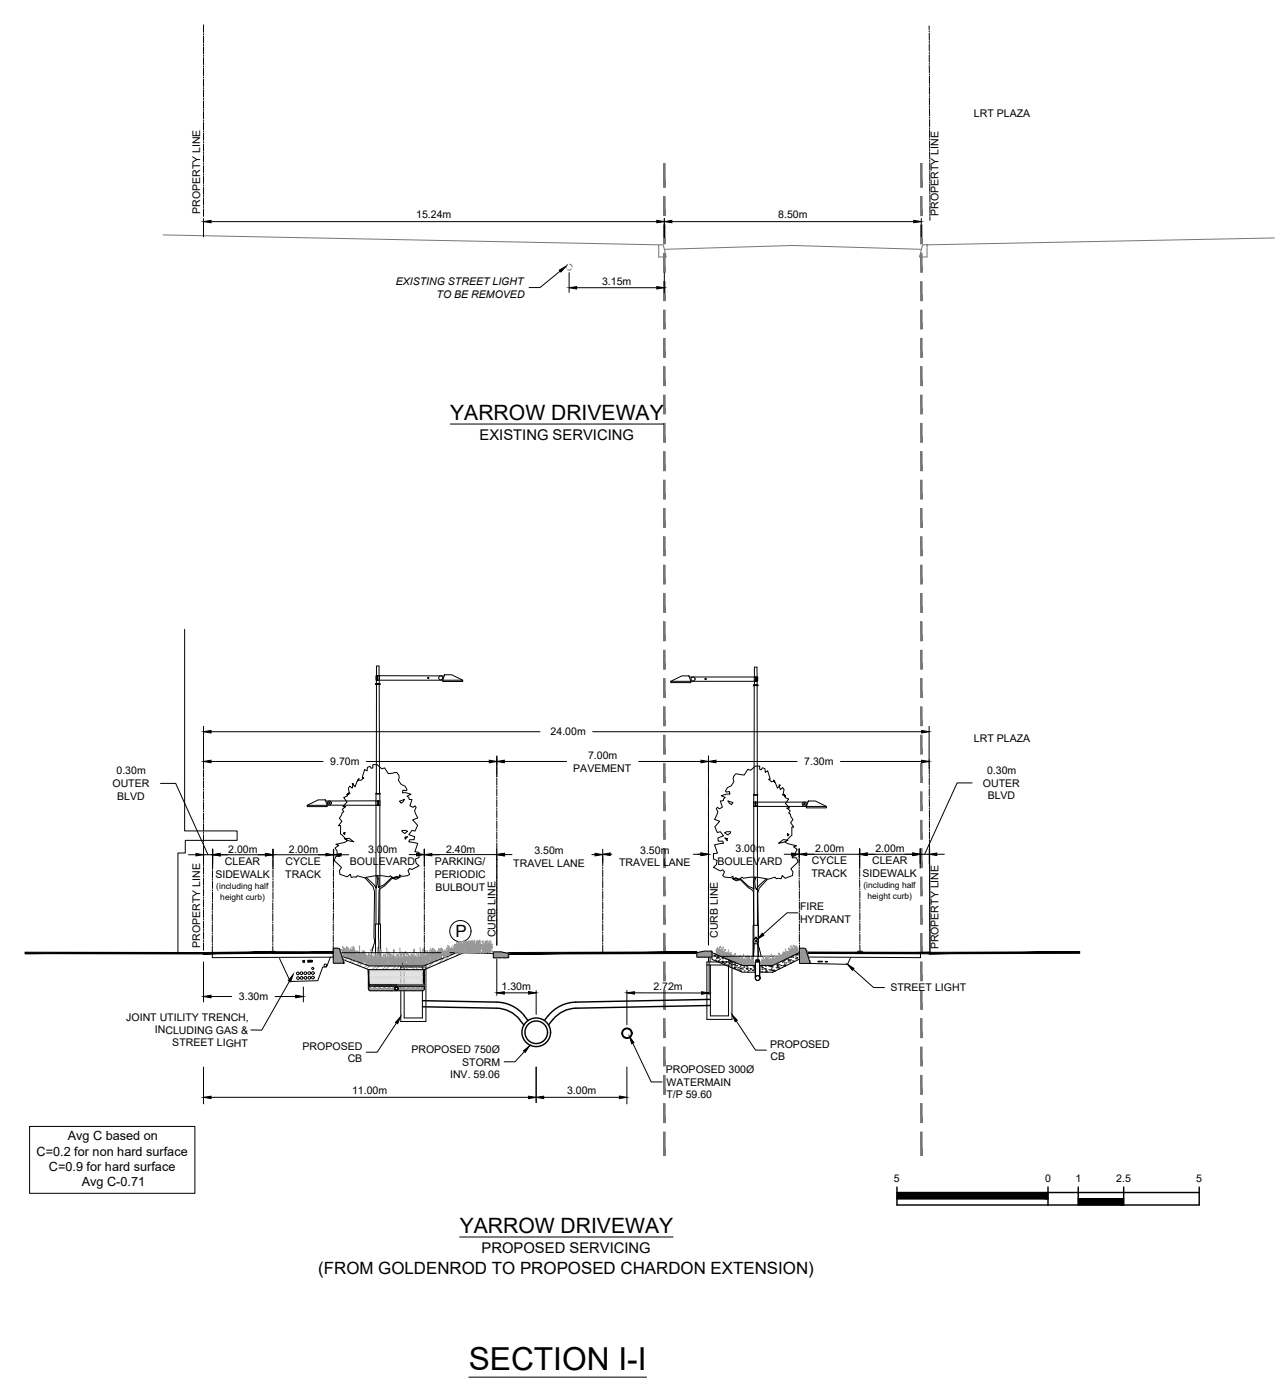 LRT PLAZA
PROPERTY LINE
PROPERTY LINE
15.24m
8.50m
EXISTING STREET LIGHT
TO BE REMOVED
3.15m
YARROW DRIVEWAY
EXISTING SERVICING
24.00m
LRT PLAZA
9.70m
7.00m
PAVEMENT
7.30m
0.30m
OUTER
BLVD
0.30m
OUTER
BLVD
2.00m
CLEAR
SIDEWALK
(including half
height curb)
2.00m
CYCLE
TRACK
3.00m
BOULEVARD
2.40m
PARKING/
PERIODIC
BULBOUT
3.50m
TRAVEL LANE
3.50m
TRAVEL LANE
3.00m
BOULEVARD
2.00m
CYCLE
TRACK
2.00m
CLEAR
SIDEWALK
(including half
height curb)
PROPERTY LINE
CURB LINE
CURB LINE
PROPERTY LINE
P
FIRE
HYDRANT
3.30m
1.30m
2.72m
STREET LIGHT
JOINT UTILITY TRENCH,
INCLUDING GAS &
STREET LIGHT
PROPOSED
CB
PROPOSED 750Ø
STORM
INV. 59.06
PROPOSED
CB
PROPOSED 300Ø
WATERMAIN
T/P 59.60
11.00m
3.00m
Avg C based on
C=0.2 for non hard surface
C=0.9 for hard surface
Avg C-0.71
5 0 1 2.5 5
YARROW DRIVEWAY
PROPOSED SERVICING
(FROM GOLDENROD TO PROPOSED CHARDON EXTENSION)
SECTION I-I